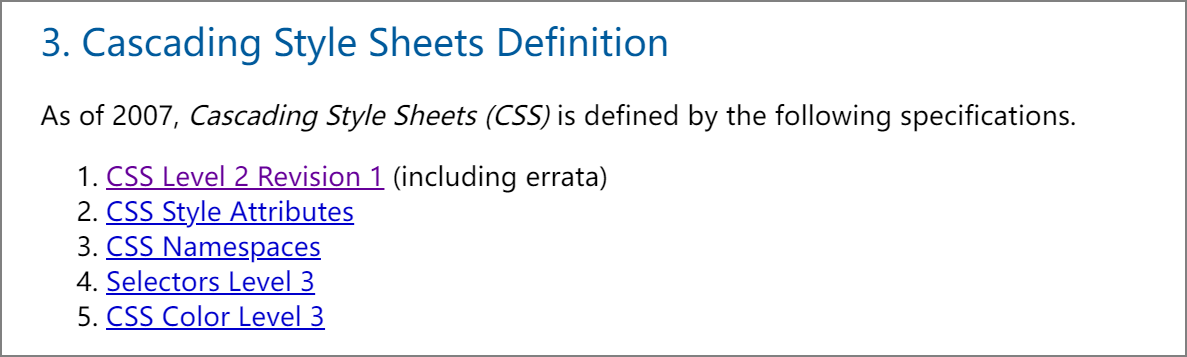 3. Cascading Style Sheets Definition
As of 2007, Cascading Style Sheets (CSS) is defined by the following specifications.
1. CSS Level 2 Revision 1 (including errata)
2. CSS Style Attributes
3. CSS Namespaces
4. Selectors Level 3
5. CSS Color Level 3